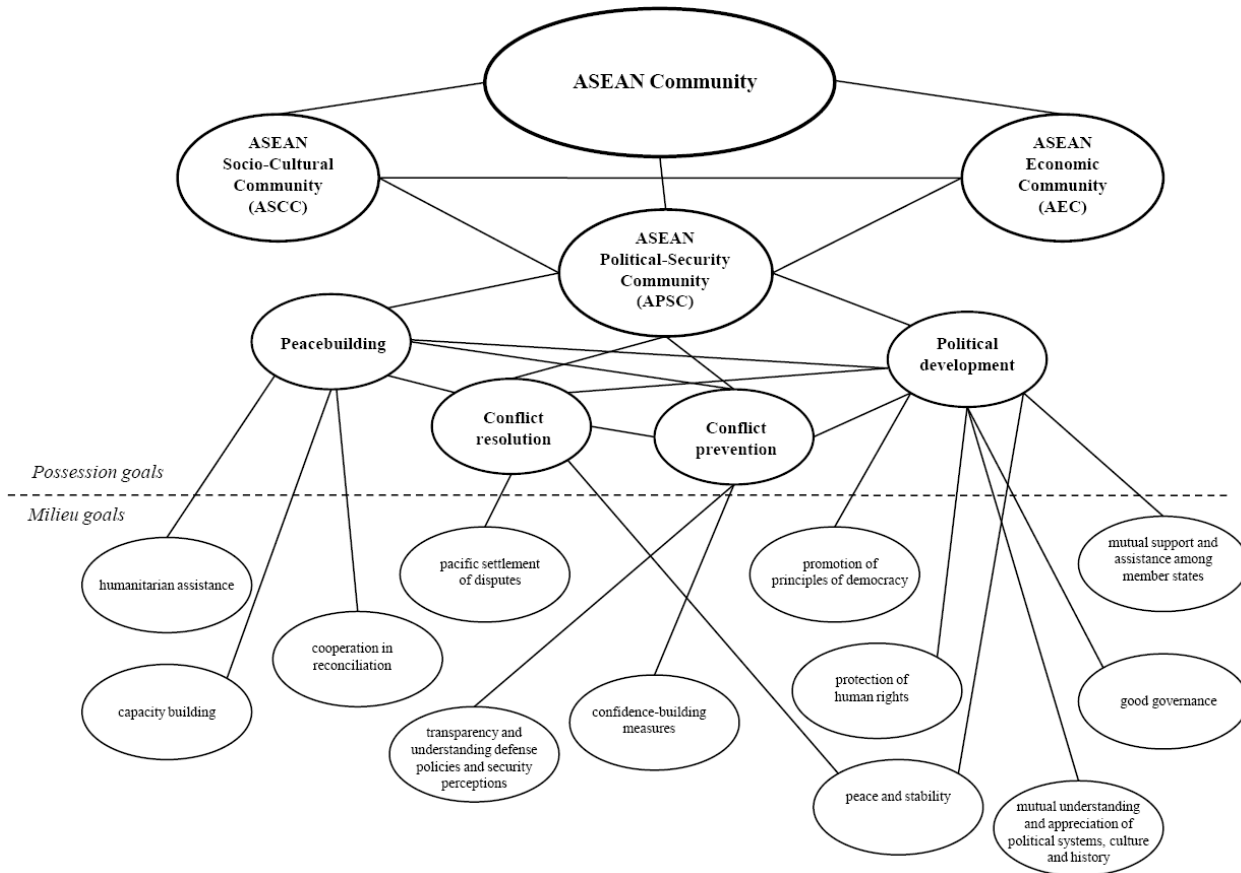 ASEAN Community
ASEAN
Socio-Cultural
Community
(ASCC)
ASEAN
Economic
Community
(AEC)
ASEAN
Political-Security
Community
(APSC)
Peacebuilding
Political
development
Conflict
resolution
Conflict
prevention
Possession goals
Milieu goals
humanitarian assistance
pacific settlement
of disputes
promotion of
principles of democracy
mutual support and
assistance among
member states
cooperation in
reconciliation
capacity building
transparency and
understanding defense
policies and security
perceptions
confidence-building
measures
protection of
human rights
good governance
peace and stability
mutual understanding
and appreciation of
political systems, culture
and history